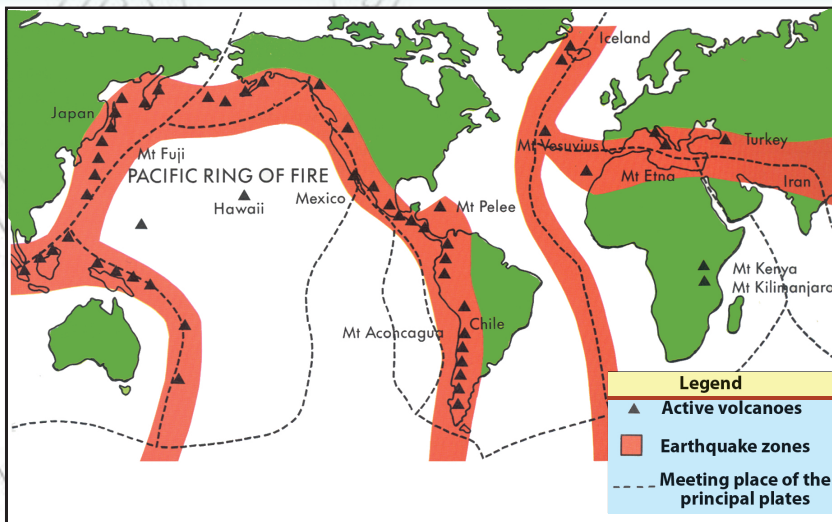 Iceland
Japan
Mt Fuji
PACIFIC RING OF FIRE
Hawaii
Mexico
Mt Pelee
Mt Vesuvius
Turkey
Mt Etna
Iran
Mt Kenya
Mt Kilimanjaro
Mt Aconcagua
Chile
Legend
Active volcanoes
Earthquake zones
Meeting place of the
principal plates